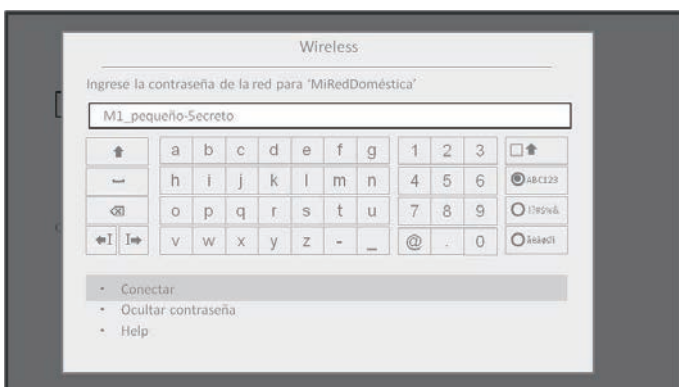 Wireless
Ingrese la contraseña de la red para 'MiRedDoméstica'
M1_pequeño-Secreto
a b c d e f g 1 2 3
h i j k l m n 4 5 6 ABC123
o p q r s t u 7 8 9
v w x y z - _ @ . 0
• Conectar
• Ocultar contraseña
• Help